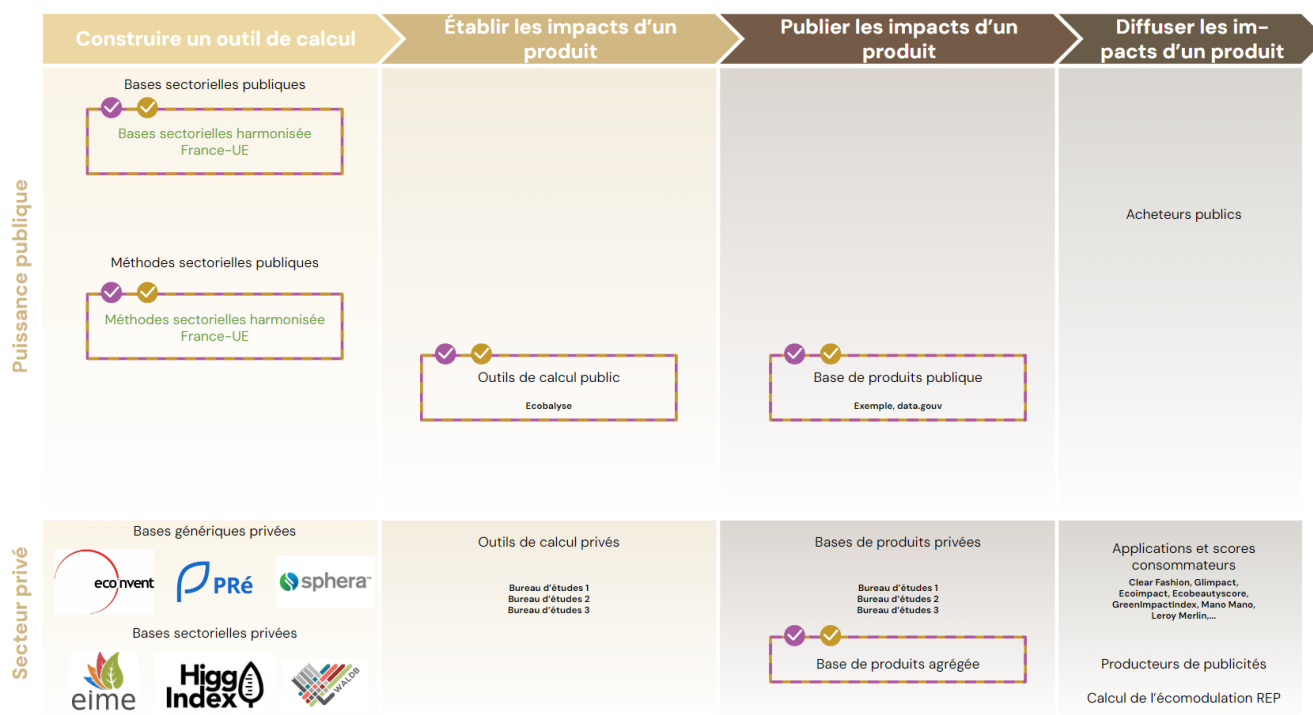 Construire un outil de calcul
Établir les impacts d'un
produit
Publier les impacts d'un
produit
Diffuser les im-
pacts d'un produit
Puissance publique
Bases sectorielles publiques
Bases sectorielles harmonisée
France-UE
Méthodes sectorielles publiques
Méthodes sectorielles harmonisée
France-UE
Outils de calcul public
Ecobalyse
Base de produits publique
Exemple, data.gouv
Acheteurs publics
Secteur privé
Bases génériques privées
ecoinvent
PRé
sphera™
Bases sectorielles privées
eime
Higg
Index
WALDB
Outils de calcul privés
Bureau d'études 1
Bureau d'études 2
Bureau d'études 3
Bases de produits privées
Bureau d'études 1
Bureau d'études 2
Bureau d'études 3
Base de produits agrégée
Applications et scores
consommateurs
Clear Fashion, Glimpact,
Ecoimpact, Ecobeautyscore,
GreenImpactIndex, Mano Mano,
Leroy Merlin,...
Producteurs de publicités
Calcul de l'écomodulation REP